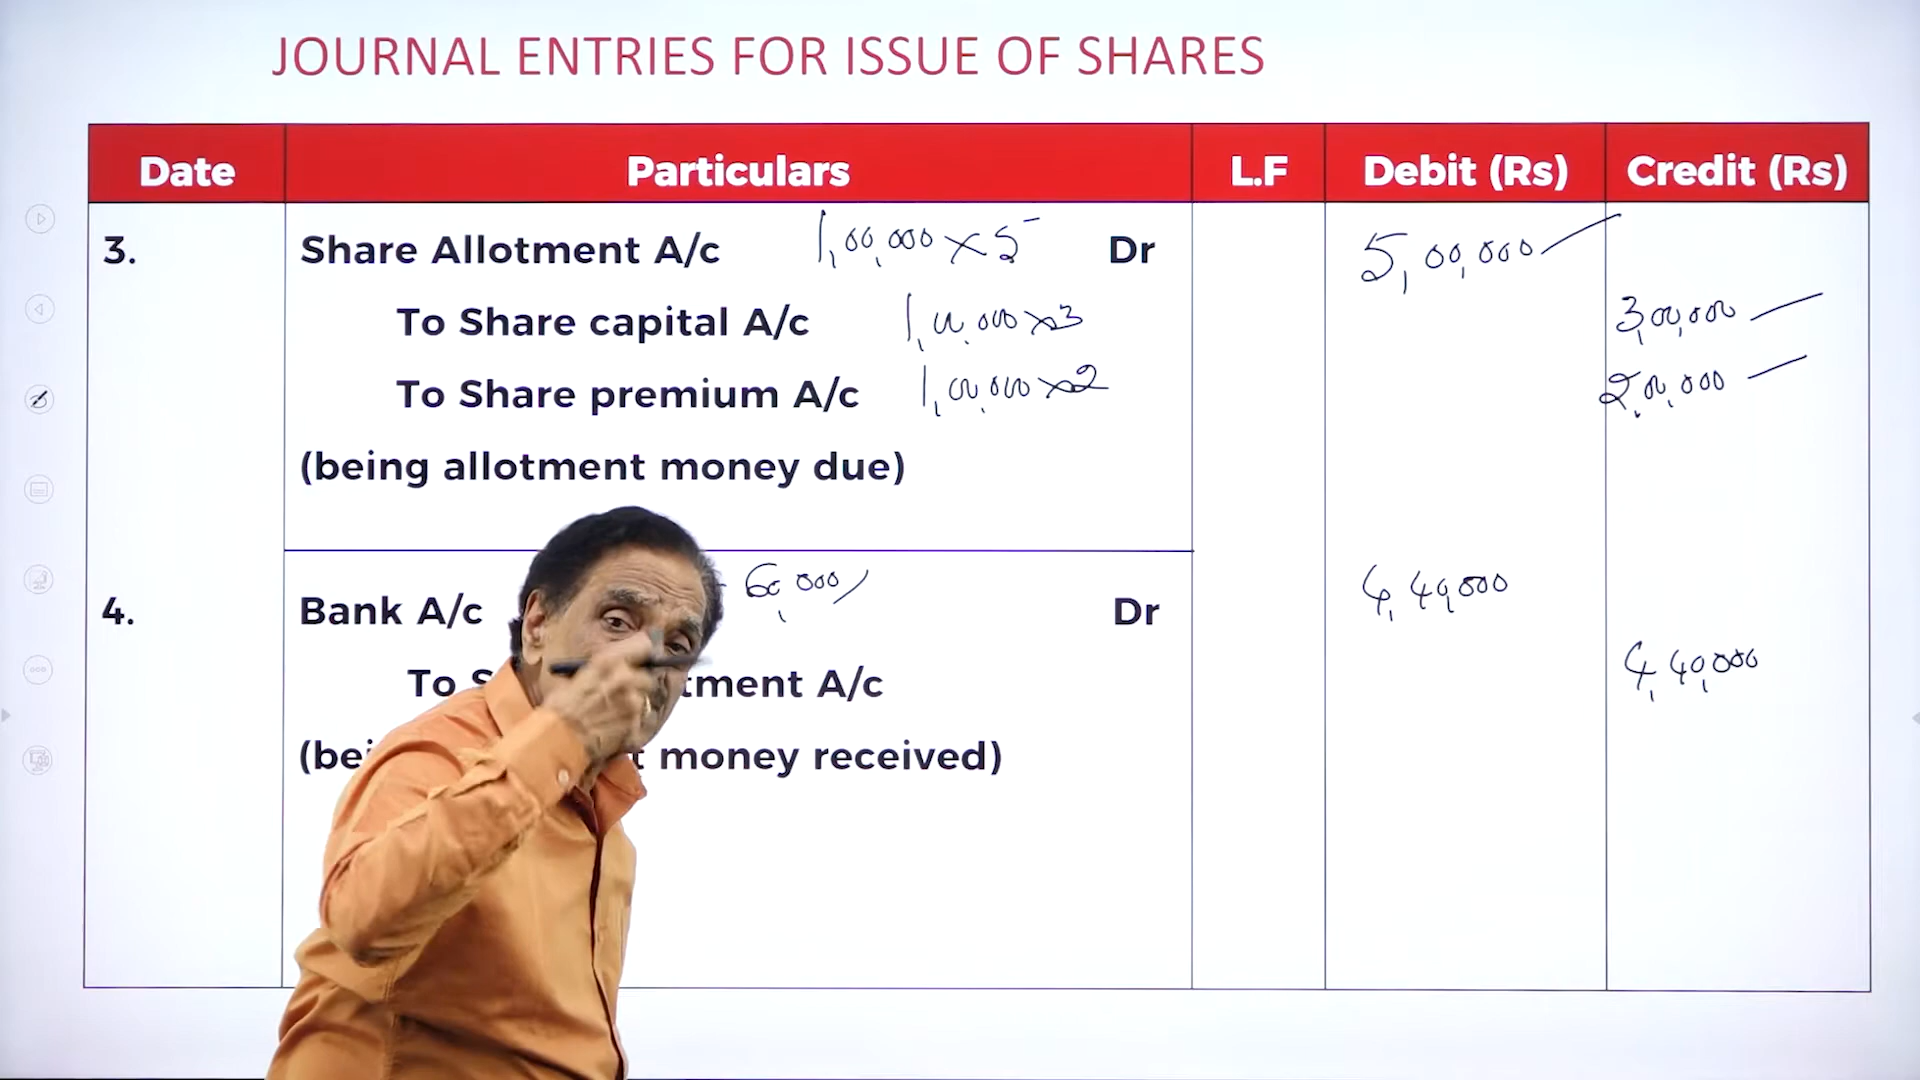 JOURNAL ENTRIES FOR ISSUE OF SHARES
Date Particulars L.F Debit (Rs) Credit (Rs)
3. Share Allotment A/c 1,00,000 × 5 Dr 5,00,000
To Share capital A/c 1,00,000 × 3 3,00,000
To Share premium A/c 1,00,000 × 2 2,00,000
(being allotment money due)
4. Bank A/c - 60,000/ Dr 4,40,000
To tment A/c 4,40,000
(bei money received)